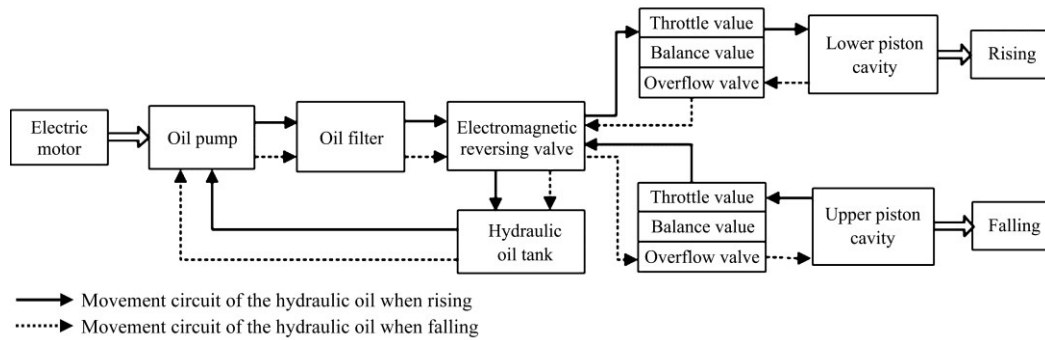 Electric
motor
Oil pump
Oil filter
Electromagnetic
reversing valve
Hydraulic
oil tank
Throttle value
Balance value
Overflow valve
Lower piston
cavity
Rising
Throttle value
Balance value
Overflow valve
Upper piston
cavity
Falling
Movement circuit of the hydraulic oil when rising
Movement circuit of the hydraulic oil when falling